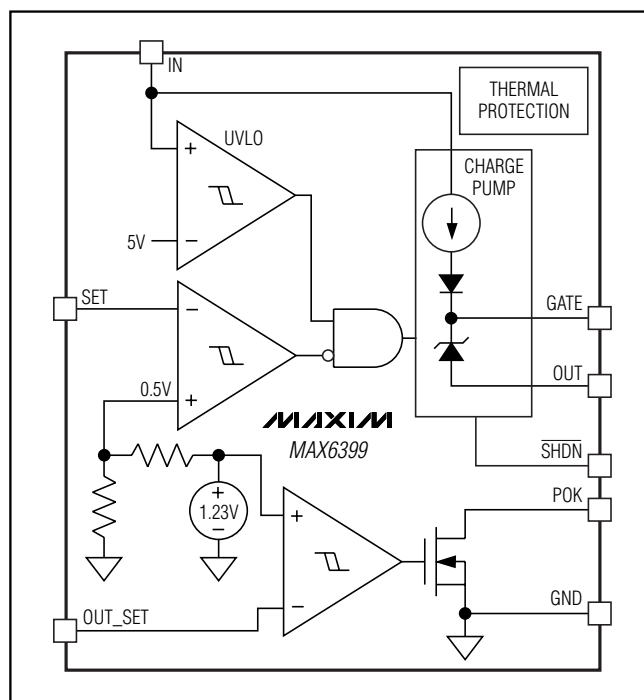 IN
THERMAL
PROTECTION
UVLO
+
CHARGE
PUMP
5V
−
SET
−
GATE
OUT
0.5V
+
MAXIM
MAX6399
SHDN
POK
+
1.23V
−
+
−
GND
OUT_SET